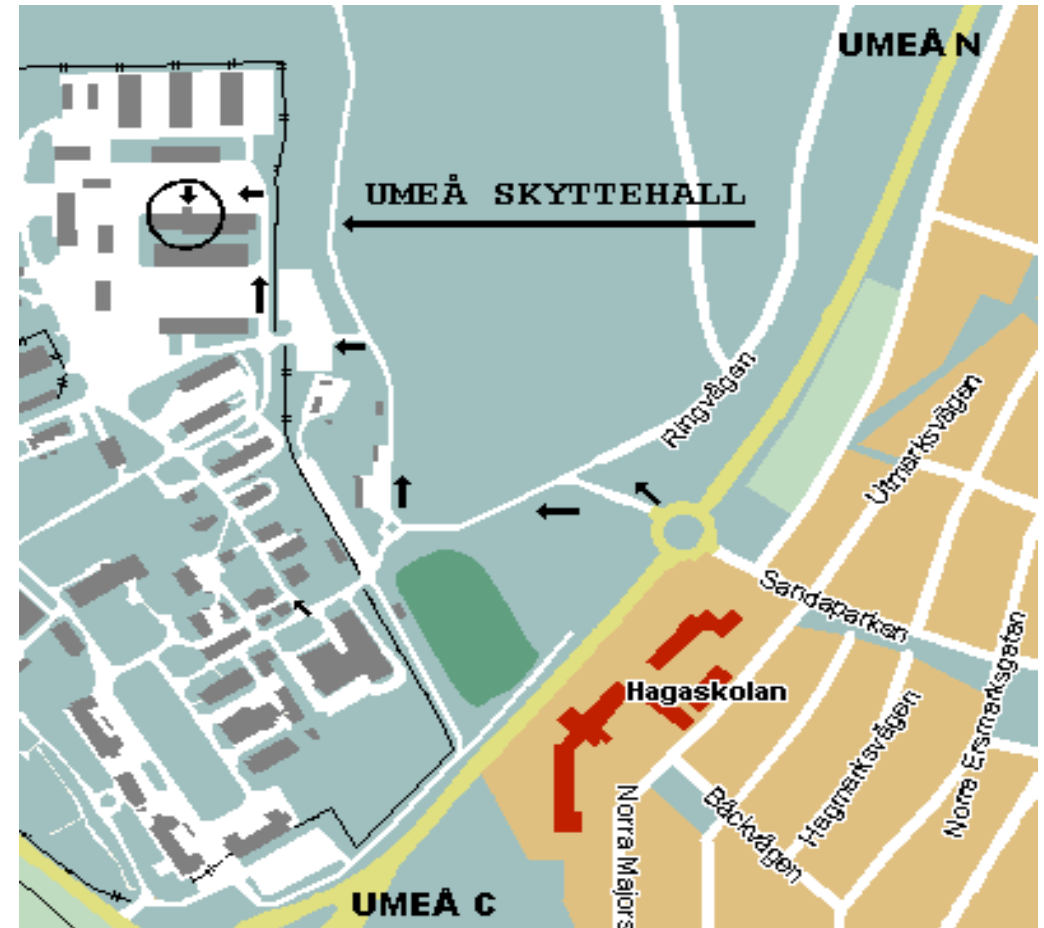 UMEÅ N
UMEÅ SKYTTEHALL
Ringvägen
Utmarksvägen
Sandaparken
Hagaskolan
Hagmarksvägen
Norra Ersmarksgatan
Bäckvägen
Norra Majors
UMEÅ C